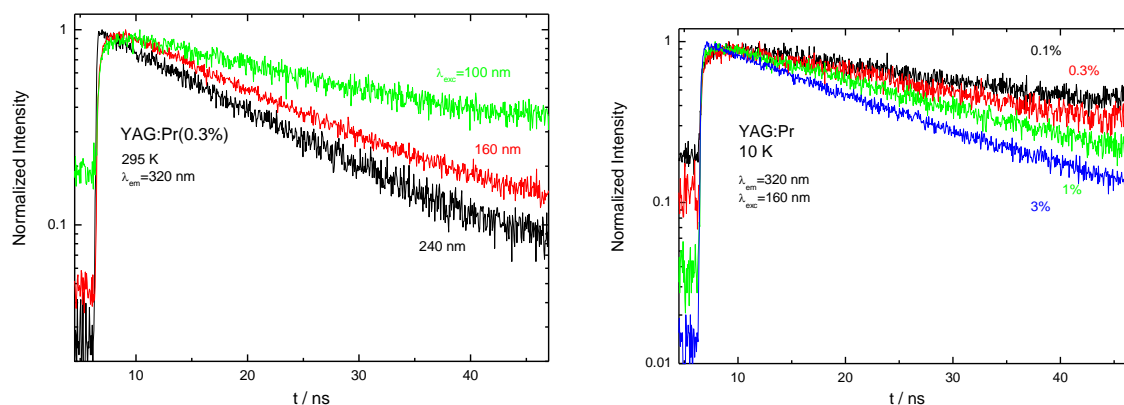 1
0.1
Normalized Intensity
λexc=100 nm
YAG:Pr(0.3%)
160 nm
295 K
λem=320 nm
240 nm
10 20 30 40
t / ns
1
0.1
0.01
Normalized Intensity
0.1%
0.3%
YAG:Pr
10 K
λem=320 nm
λexc=160 nm
1%
3%
10 20 30 40
t / ns